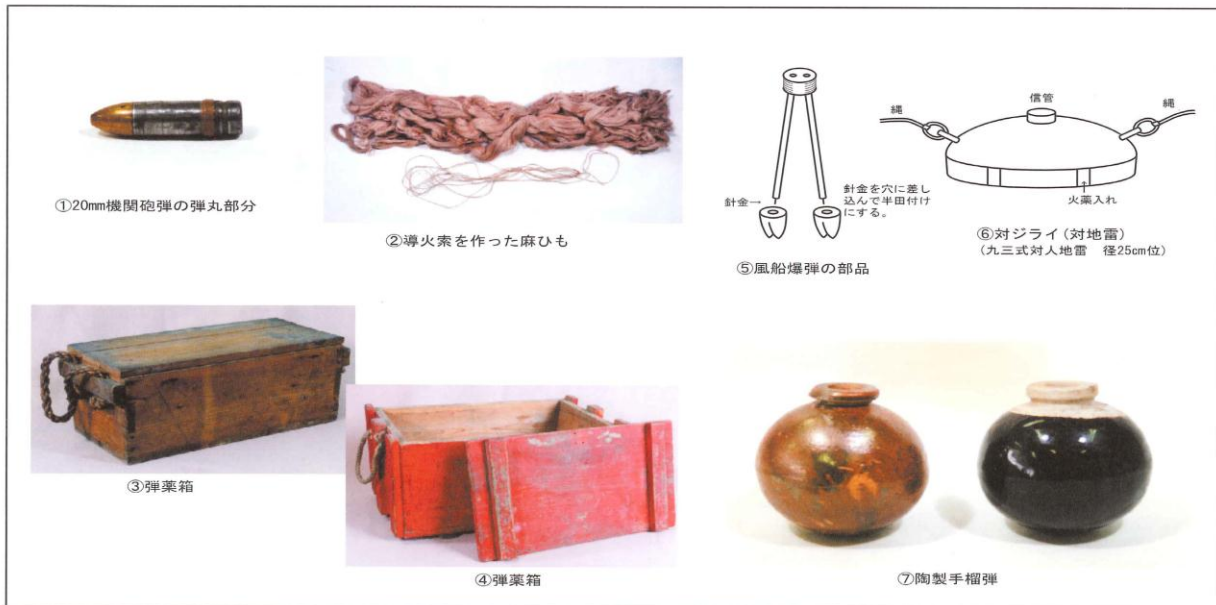 ①20mm機関砲弾の弾丸部分
②導火索を作った麻ひも
針金→
針金を穴に差し
込んで半田付け
にする。
⑤風船爆弾の部品
信管
縄
縄
火薬入れ
⑥対ジライ(対地雷)
(九三式対人地雷 径25cm位)
③弾薬箱
④弾薬箱
⑦陶製手榴弾